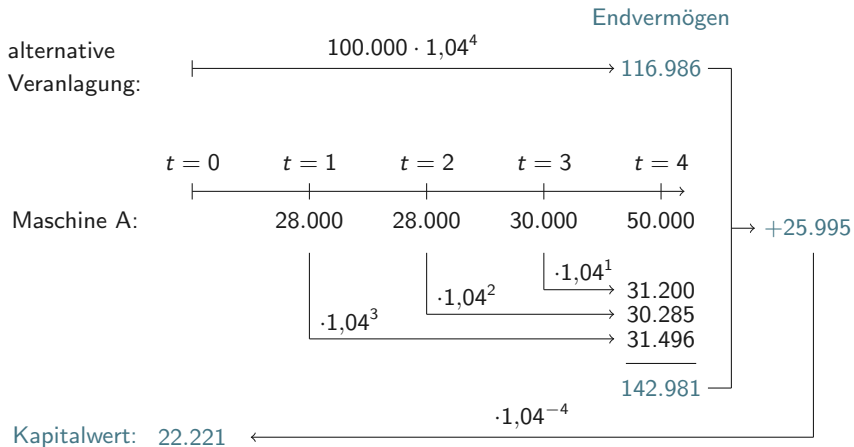 Endvermögen
alternative
Veranlagung:
100.000 · 1,04⁴
116.986
t = 0 t = 1 t = 2 t = 3 t = 4
Maschine A: 28.000 28.000 30.000 50.000
+25.995
·1,04¹ 31.200
·1,04² 30.285
·1,04³ 31.496
142.981
·1,04⁻⁴
Kapitalwert: 22.221